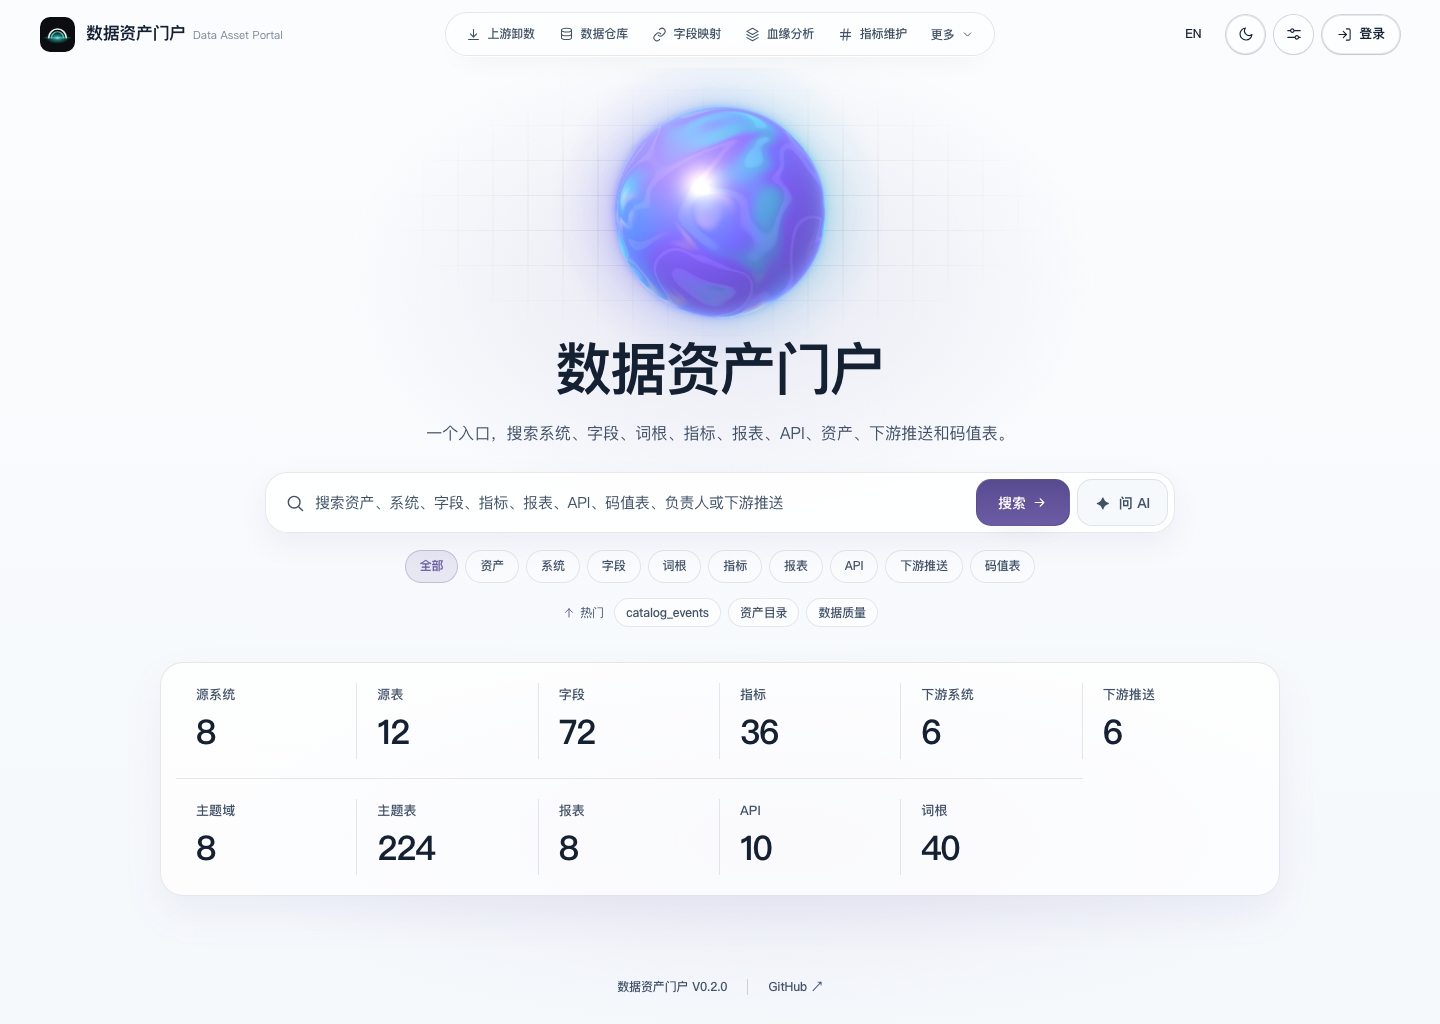 数据资产门户 Data Asset Portal
上游卸数 数据仓库 字段映射 血缘分析 指标维护 更多
EN 登录
数据资产门户
一个入口，搜索系统、字段、词根、指标、报表、API、资产、下游推送和码值表。
搜索资产、系统、字段、指标、报表、API、码值表、负责人或下游推送 搜索 → 问 AI
全部 资产 系统 字段 词根 指标 报表 API 下游推送 码值表
↑ 热门 catalog_events 资产目录 数据质量
源系统 源表 字段 指标 下游系统 下游推送
8 12 72 36 6 6
主题域 主题表 报表 API 词根
8 224 8 10 40
数据资产门户 V0.2.0 GitHub ↗